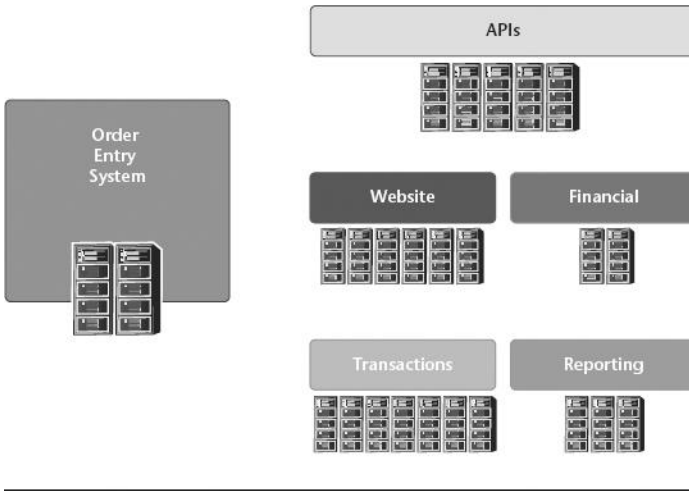 Order
Entry
System
APIs
Website
Financial
Transactions
Reporting